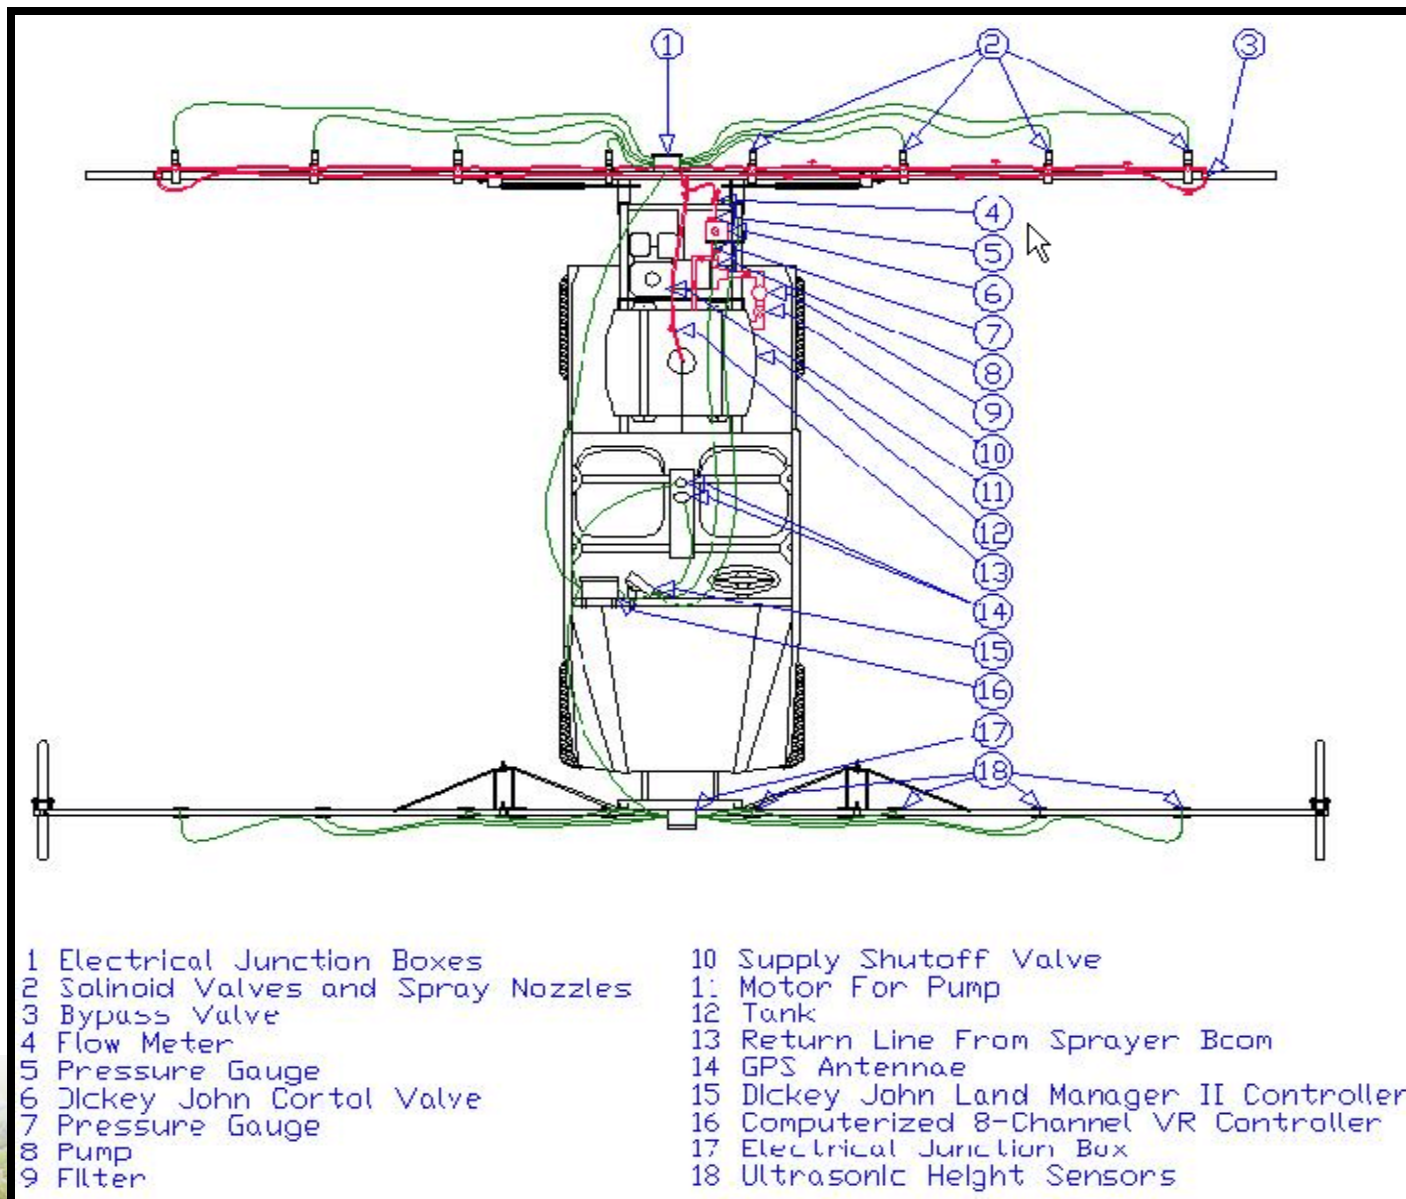 1
2
3
4
5
6
7
8
9
10
11
12
13
14
15
16
17
18
1 Electrical Junction Boxes
2 Solinoid Valves and Spray Nozzles
3 Bypass Valve
4 Flow Meter
5 Pressure Gauge
6 Dickey John Cortol Valve
7 Pressure Gauge
8 Pump
9 Filter
10 Supply Shutoff Valve
11 Motor For Pump
12 Tank
13 Return Line From Sprayer Boom
14 GPS Antennae
15 Dickey John Land Manager II Controller
16 Computerized 8-Channel VR Controller
17 Electrical Junction Box
18 Ultrasonic Height Sensors